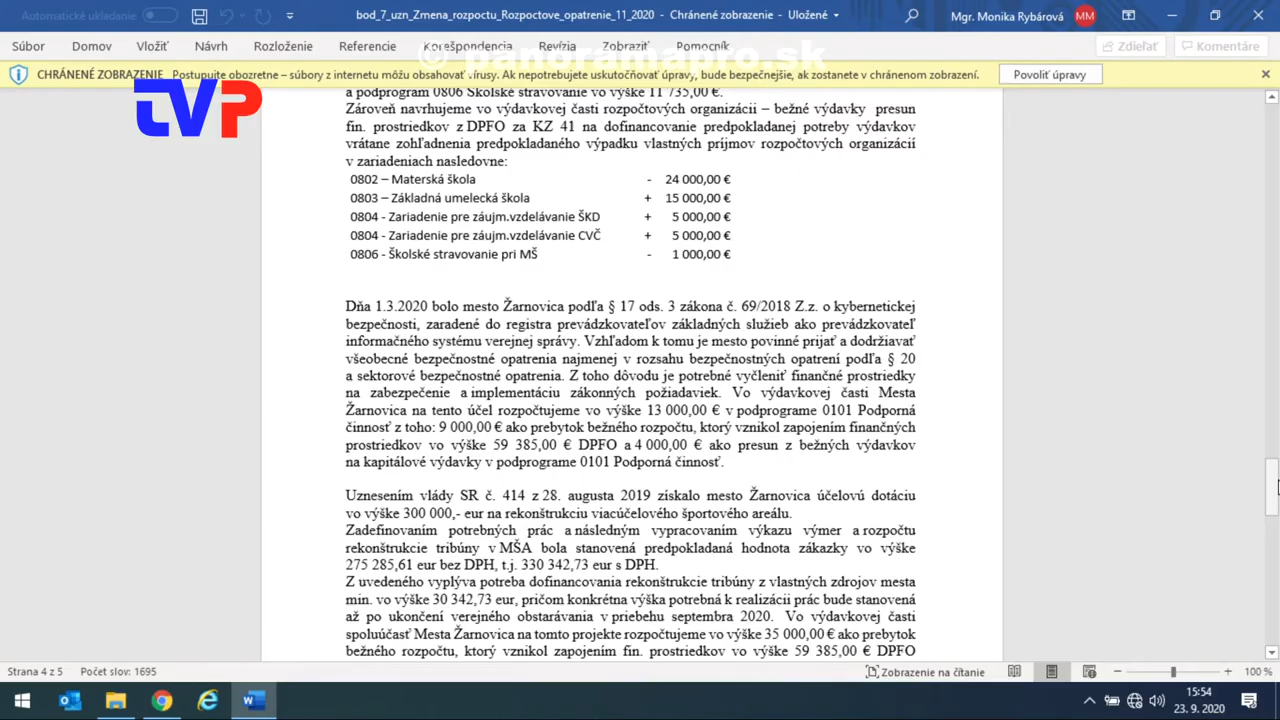 Automatické ukladanie
bod_7_uzn_Zmena_rozpoctu_Rozpoctove_opatrenie_11_2020 - Chránené zobrazenie - Uložené
Mgr. Monika Rybárová
MM
Súbor Domov Vložiť Návrh Rozloženie Referencie Korešpondencia Revízia Zobraziť Pomocník Zdieľať Komentáre
© panoramapro.sk
CHRÁNENÉ ZOBRAZENIE Postupujte obozretne – súbory z internetu môžu obsahovať vírusy. Ak nepotrebujete uskutočňovať úpravy, bude bezpečnejšie, ak zostanete v chránenom zobrazení. Povoliť úpravy
TVP
a podprogram 0806 Školské stravovanie vo výške 11 735,00 €.
Zároveň navrhujeme vo výdavkovej časti rozpočtových organizácii – bežné výdavky presun
fin. prostriedkov z DPFO za KZ 41 na dofinancovanie predpokladanej potreby výdavkov
vrátane zohľadnenia predpokladaného výpadku vlastných príjmov rozpočtových organizácií
v zariadeniach nasledovne:
0802 – Materská škola - 24 000,00 €
0803 – Základná umelecká škola + 15 000,00 €
0804 - Zariadenie pre záujm.vzdelávanie ŠKD + 5 000,00 €
0804 - Zariadenie pre záujm.vzdelávanie CVČ + 5 000,00 €
0806 - Školské stravovanie pri MŠ - 1 000,00 €
Dňa 1.3.2020 bolo mesto Žarnovica podľa § 17 ods. 3 zákona č. 69/2018 Z.z. o kybernetickej
bezpečnosti, zaradené do registra prevádzkovateľov základných služieb ako prevádzkovateľ
informačného systému verejnej správy. Vzhľadom k tomu je mesto povinné prijať a dodržiavať
všeobecné bezpečnostné opatrenia najmenej v rozsahu bezpečnostných opatrení podľa § 20
a sektorové bezpečnostné opatrenia. Z toho dôvodu je potrebné vyčleniť finančné prostriedky
na zabezpečenie a implementáciu zákonných požiadaviek. Vo výdavkovej časti Mesta
Žarnovica na tento účel rozpočtujeme vo výške 13 000,00 € v podprograme 0101 Podporná
činnosť z toho: 9 000,00 € ako prebytok bežného rozpočtu, ktorý vznikol zapojením finančných
prostriedkov vo výške 59 385,00 € DPFO a 4 000,00 € ako presun z bežných výdavkov
na kapitálové výdavky v podprograme 0101 Podporná činnosť.
Uznesením vlády SR č. 414 z 28. augusta 2019 získalo mesto Žarnovica účelovú dotáciu
vo výške 300 000,- eur na rekonštrukciu viacúčelového športového areálu.
Zadefinovaním potrebných prác a následným vypracovaním výkazu výmer a rozpočtu
rekonštrukcie tribúny v MŠA bola stanovená predpokladaná hodnota zákazky vo výške
275 285,61 eur bez DPH, t.j. 330 342,73 eur s DPH.
Z uvedeného vyplýva potreba dofinancovania rekonštrukcie tribúny z vlastných zdrojov mesta
min. vo výške 30 342,73 eur, pričom konkrétna výška potrebná k realizácii prác bude stanovená
až po ukončení verejného obstarávania v priebehu septembra 2020. Vo výdavkovej časti
spoluúčasť Mesta Žarnovica na tomto projekte rozpočtujeme vo výške 35 000,00 € ako prebytok
bežného rozpočtu, ktorý vznikol zapojením fin. prostriedkov vo výške 59 385,00 € DPFO
Strana 4 z 5 Počet slov: 1695 Zobrazenie na čítanie 100 %
15:54
23. 9. 2020